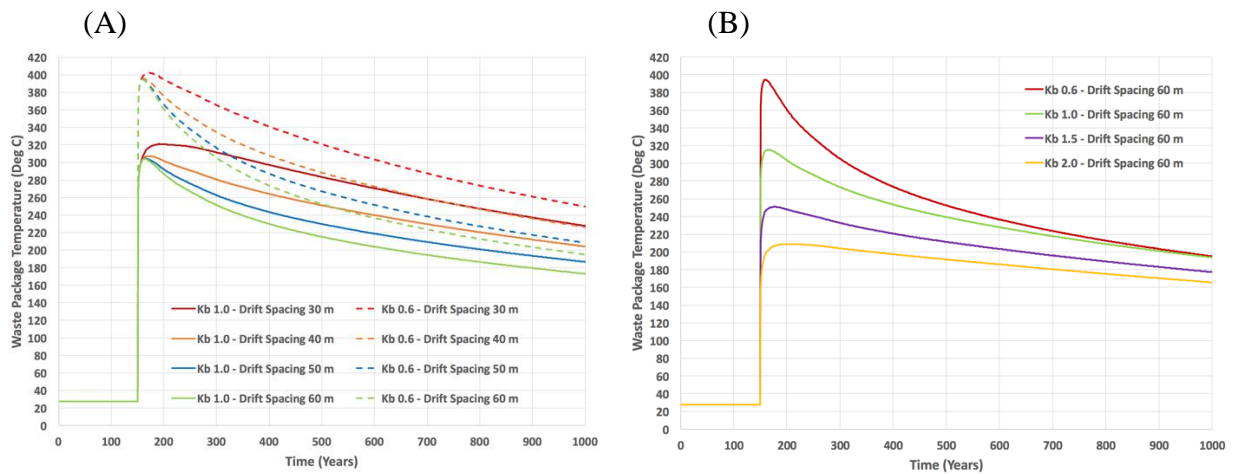 (A)
Waste Package Temperature (Deg C)
420
400
380
360
340
320
300
280
260
240
220
200
180
160
140
120
100
80
60
40
20
0
Kb 1.0 - Drift Spacing 30 m
Kb 0.6 - Drift Spacing 30 m
Kb 1.0 - Drift Spacing 40 m
Kb 0.6 - Drift Spacing 40 m
Kb 1.0 - Drift Spacing 50 m
Kb 0.6 - Drift Spacing 50 m
Kb 1.0 - Drift Spacing 60 m
Kb 0.6 - Drift Spacing 60 m
0 100 200 300 400 500 600 700 800 900 1000
Time (Years)
(B)
Waste Package Temperature (Deg C)
420
400
380
360
340
320
300
280
260
240
220
200
180
160
140
120
100
80
60
40
20
0
Kb 0.6 - Drift Spacing 60 m
Kb 1.0 - Drift Spacing 60 m
Kb 1.5 - Drift Spacing 60 m
Kb 2.0 - Drift Spacing 60 m
0 100 200 300 400 500 600 700 800 900 1000
Time (Years)